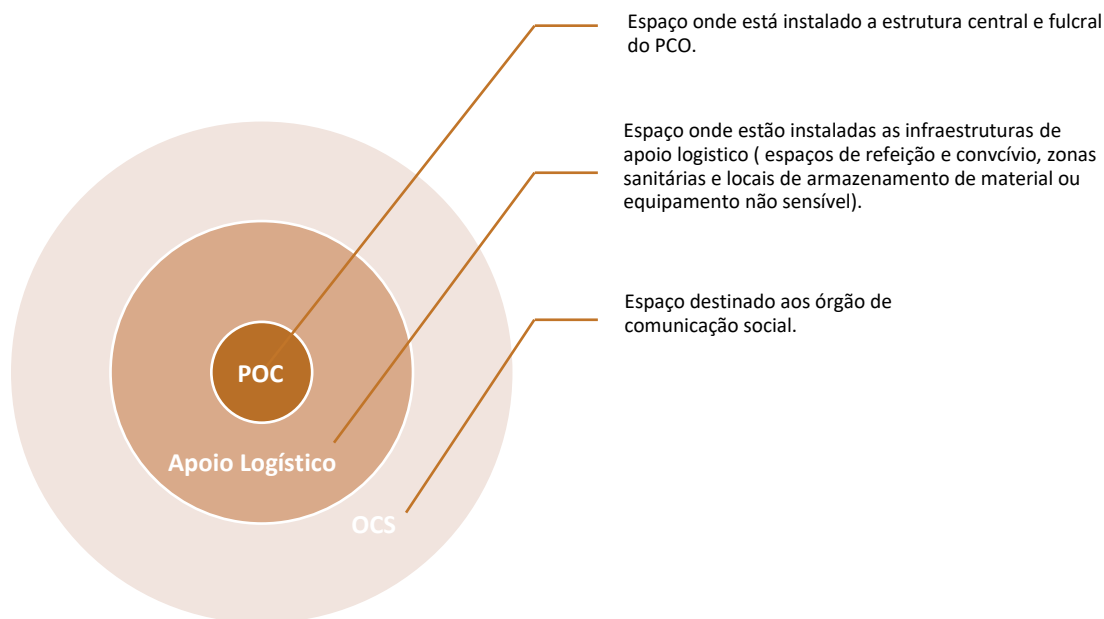 Espaço onde está instalado a estrutura central e fulcral
do PCO.
Espaço onde estão instaladas as infraestruturas de
apoio logistico ( espaços de refeição e convcívio, zonas
sanitárias e locais de armazenamento de material ou
equipamento não sensível).
Espaço destinado aos órgão de
comunicação social.
POC
Apoio Logístico
OCS